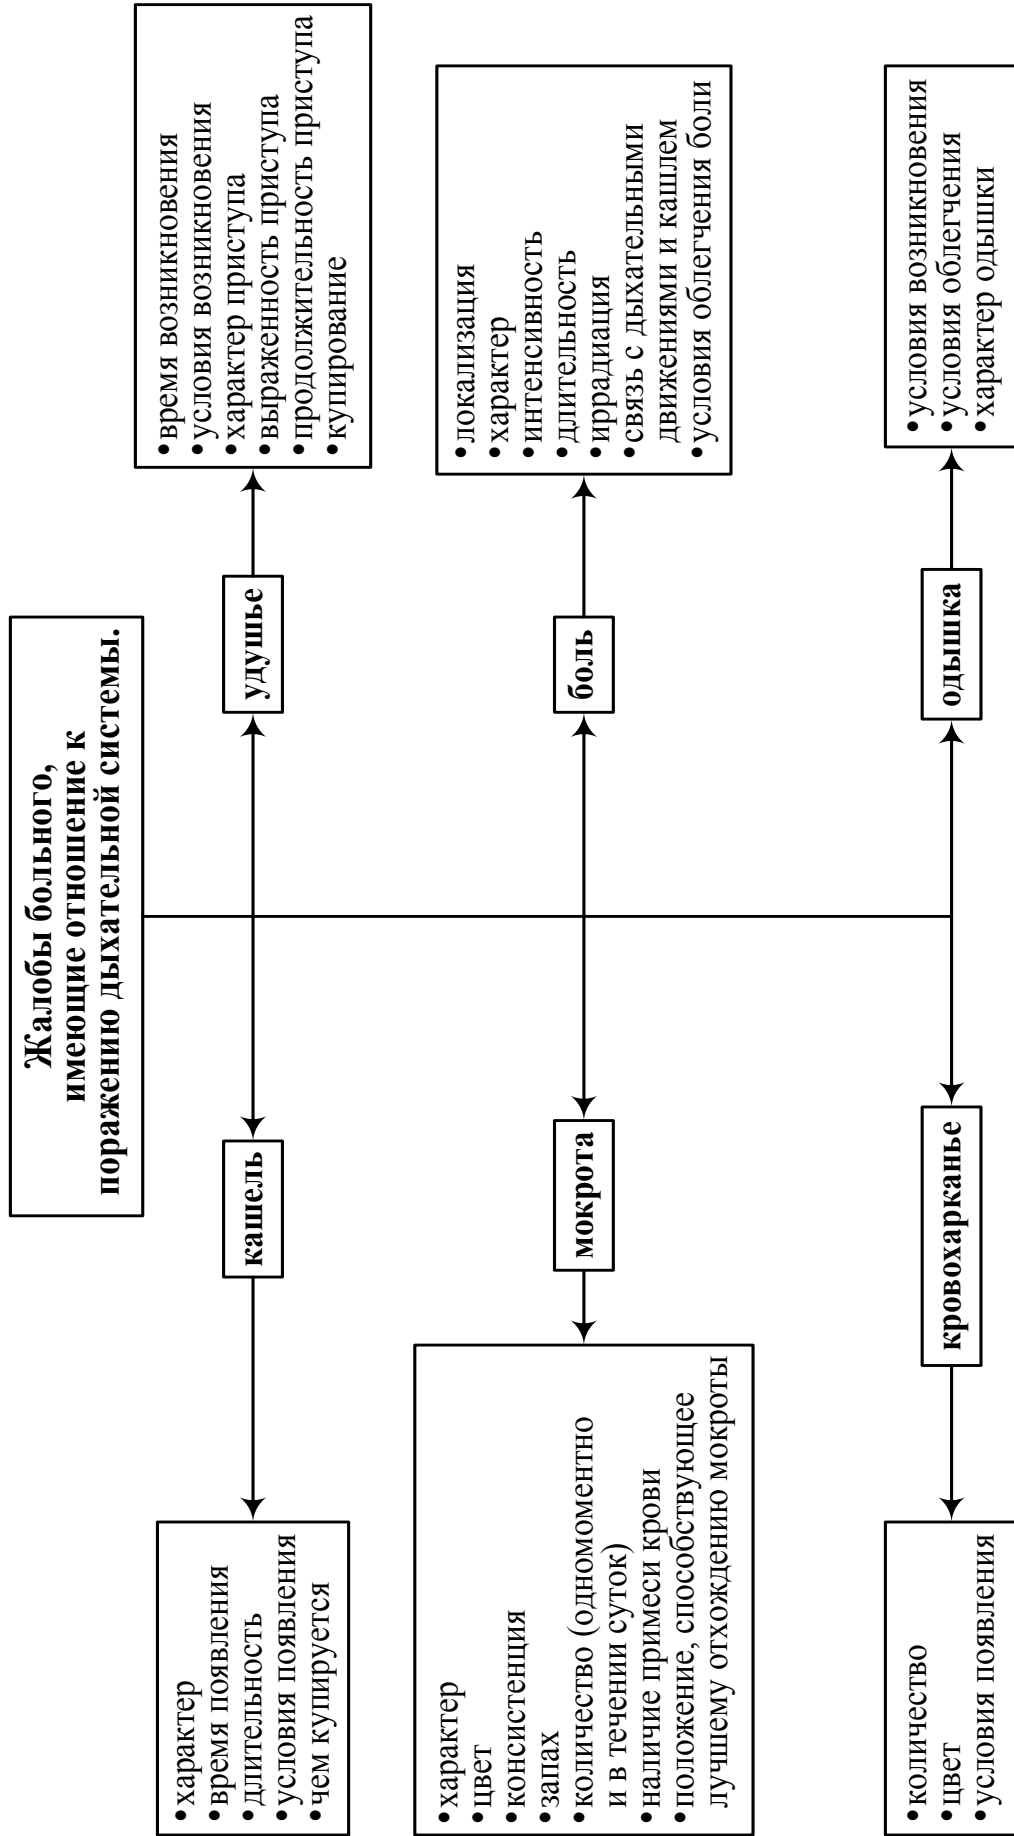 Жалобы больного,
имеющие отношение к
поражению дыхательной системы.
кашель
•характер
•время появления
•длительность
•условия появления
•чем купируется
удушье
•время возникновения
•условия возникновения
•характер приступа
•выраженность приступа
•продолжительность приступа
•купирование
мокрота
•характер
•цвет
•консистенция
•запах
•количество (одномоментно
и в течении суток)
•наличие примеси крови
•положение, способствующее
лучшему отхождению мокроты
боль
•локализация
•характер
•интенсивность
•длительность
•иррадиация
•связь с дыхательными
движениями и кашлем
•условия облегчения боли
кровохарканье
•количество
•цвет
•условия появления
одышка
•условия возникновения
•условия облегчения
•характер одышки